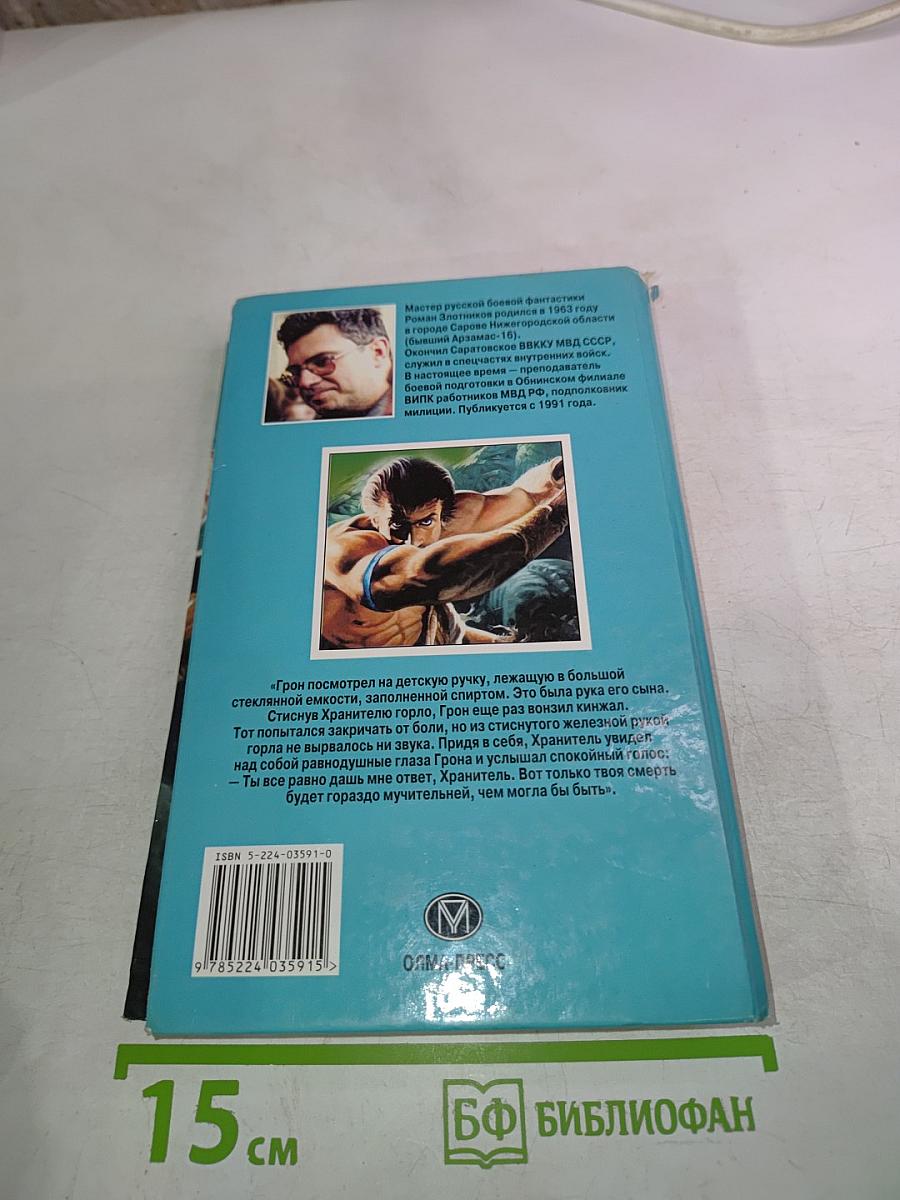 Мастер русской боевой фантастики
Роман Злотников родился в 1963 году
в городе Сарове Нижегородской области
(бывший Арзамас-16).
Окончил Саратовское ВВККУ МВД СССР,
служил в спецчастях внутренних войск.
В настоящее время — преподаватель
боевой подготовки в Обнинском филиале
ВИПК работников МВД РФ, подполковник
милиции. Публикуется с 1991 года.
«Грон посмотрел на детскую ручку, лежащую в большой
стеклянной емкости, заполненной спиртом. Это была рука его сына.
Стиснув Хранителю горло, Грон еще раз вонзил кинжал.
Тот попытался закричать от боли, но из стиснутого железной рукой
горла не вырвалось ни звука. Придя в себя, Хранитель увидел
над собой равнодушные глаза Грона и услышал спокойный голос:
— Ты все равно дашь мне ответ, Хранитель. Вот только твоя смерть
будет гораздо мучительней, чем могла бы быть».
ISBN 5-224-03591-0
9 785224 035915 >
ОЛМА-ПРЕСС
15 см
БФ БИБЛИОФАН